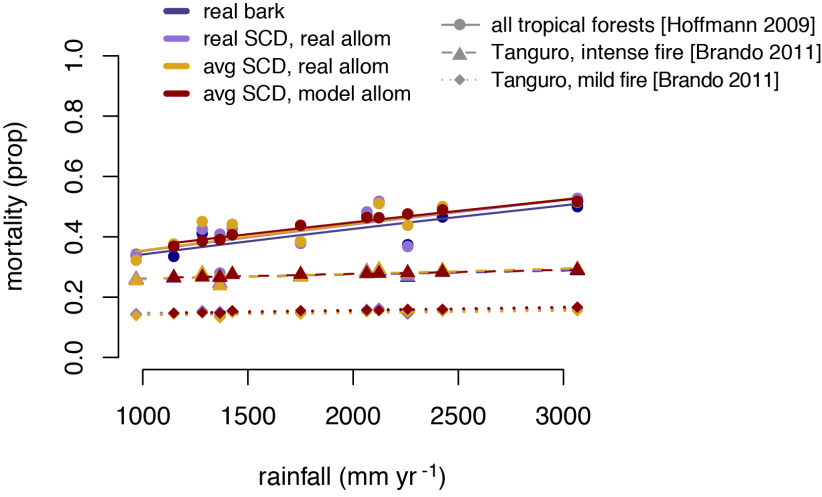 real bark
real SCD, real allom
avg SCD, real allom
avg SCD, model allom
all tropical forests [Hoffmann 2009]
Tanguro, intense fire [Brando 2011]
Tanguro, mild fire [Brando 2011]
mortality (prop)
1.0
0.8
0.6
0.4
0.2
0.0
1000 1500 2000 2500 3000
rainfall (mm yr⁻¹)